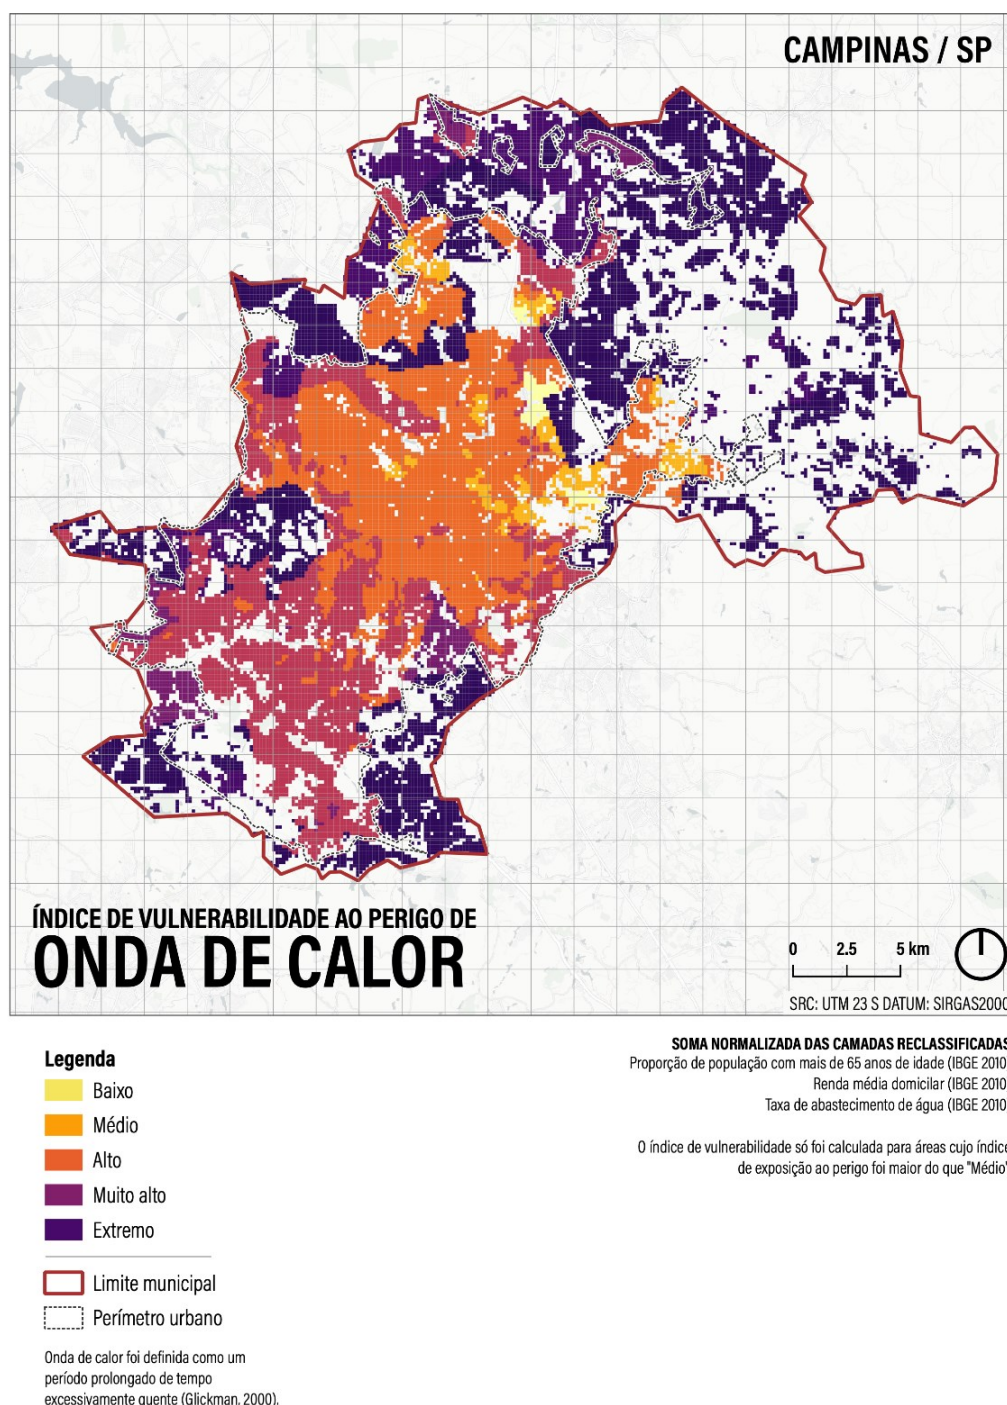 CAMPINAS / SP
ÍNDICE DE VULNERABILIDADE AO PERIGO DE
ONDA DE CALOR
0 2.5 5 km
SRC: UTM 23 S DATUM: SIRGAS2000
SOMA NORMALIZADA DAS CAMADAS RECLASSIFICADAS
Proporção de população com mais de 65 anos de idade (IBGE 2010
Renda média domicilar (IBGE 2010
Taxa de abastecimento de água (IBGE 2010
O índice de vulnerabilidade só foi calculada para áreas cujo índice
de exposição ao perigo foi maior do que "Médio"
Legenda
Baixo
Médio
Alto
Muito alto
Extremo
Limite municipal
Perímetro urbano
Onda de calor foi definida como um
período prolongado de tempo
excessivamente quente (Glickman, 2000).